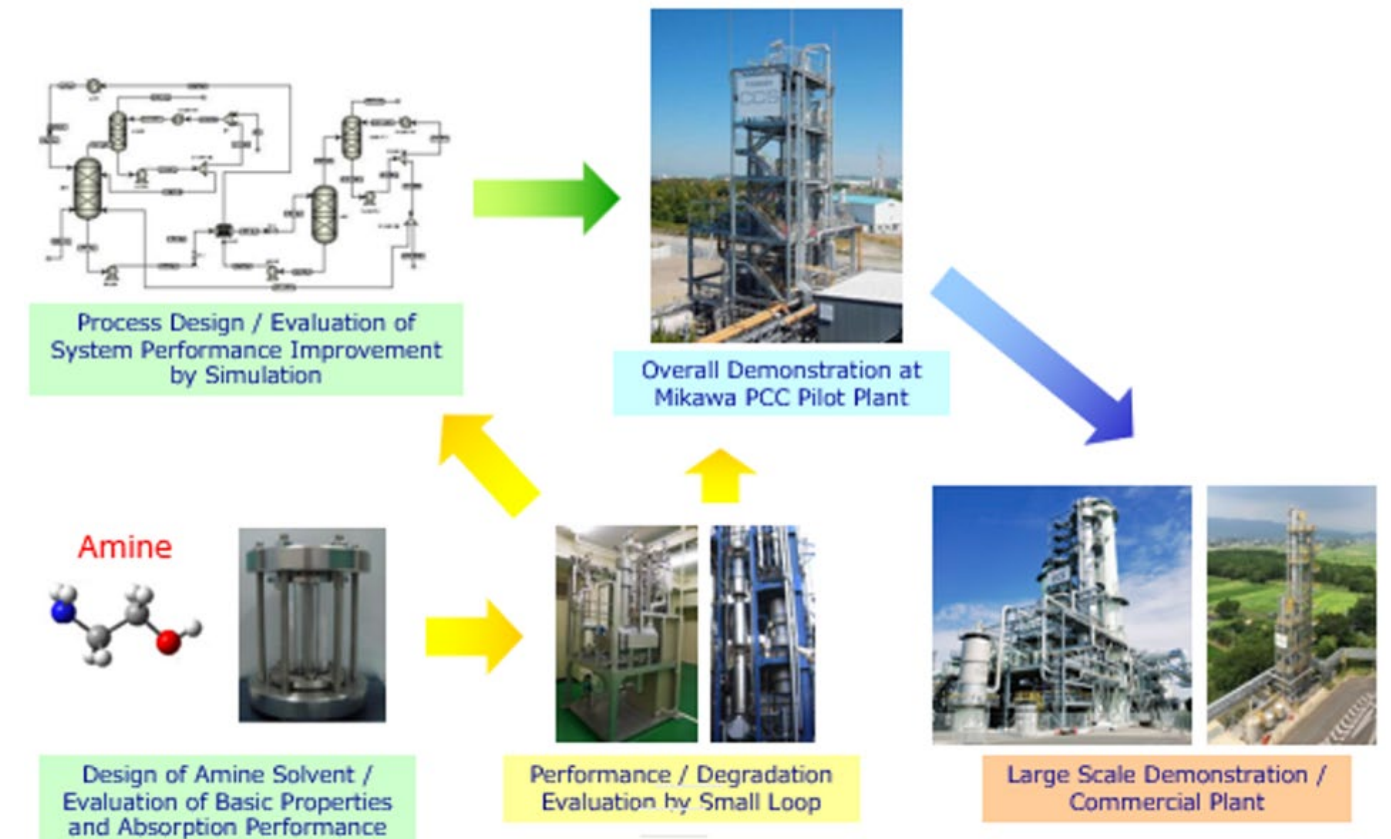 CCS
Process Design / Evaluation of
System Performance Improvement
by Simulation
Overall Demonstration at
Mikawa PCC Pilot Plant
Amine
Design of Amine Solvent /
Evaluation of Basic Properties
and Absorption Performance
Performance / Degradation
Evaluation by Small Loop
Large Scale Demonstration /
Commercial Plant